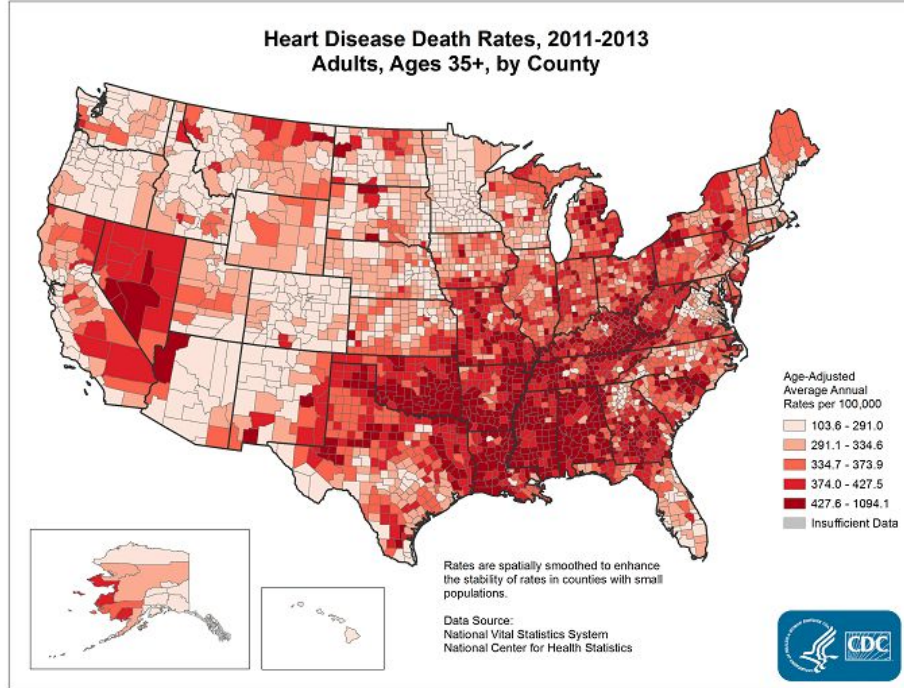 Heart Disease Death Rates, 2011-2013
Adults, Ages 35+, by County
Age-Adjusted
Average Annual
Rates per 100,000
103.6 - 291.0
291.1 - 334.6
334.7 - 373.9
374.0 - 427.5
427.6 - 1094.1
Insufficient Data
Rates are spatially smoothed to enhance
the stability of rates in counties with small
populations.
Data Source:
National Vital Statistics System
National Center for Health Statistics
CDC